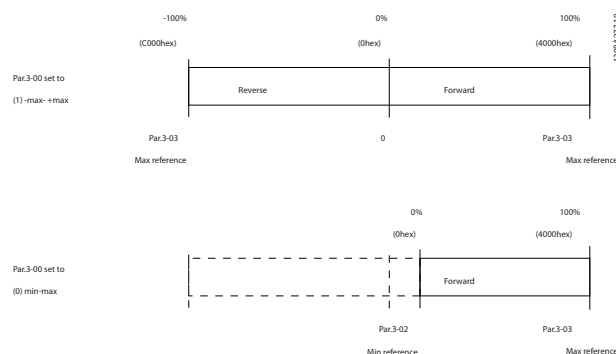 -100% 0% 100%
(C000hex) (0hex) (4000hex)
Par.3-00 set to
(1) -max- +max
Reverse Forward
Par.3-03 0 Par.3-03
Max reference Max reference
0% 100%
(0hex) (4000hex)
Par.3-00 set to
(0) min-max
Forward
Par.3-02 Par.3-03
Min reference Max reference